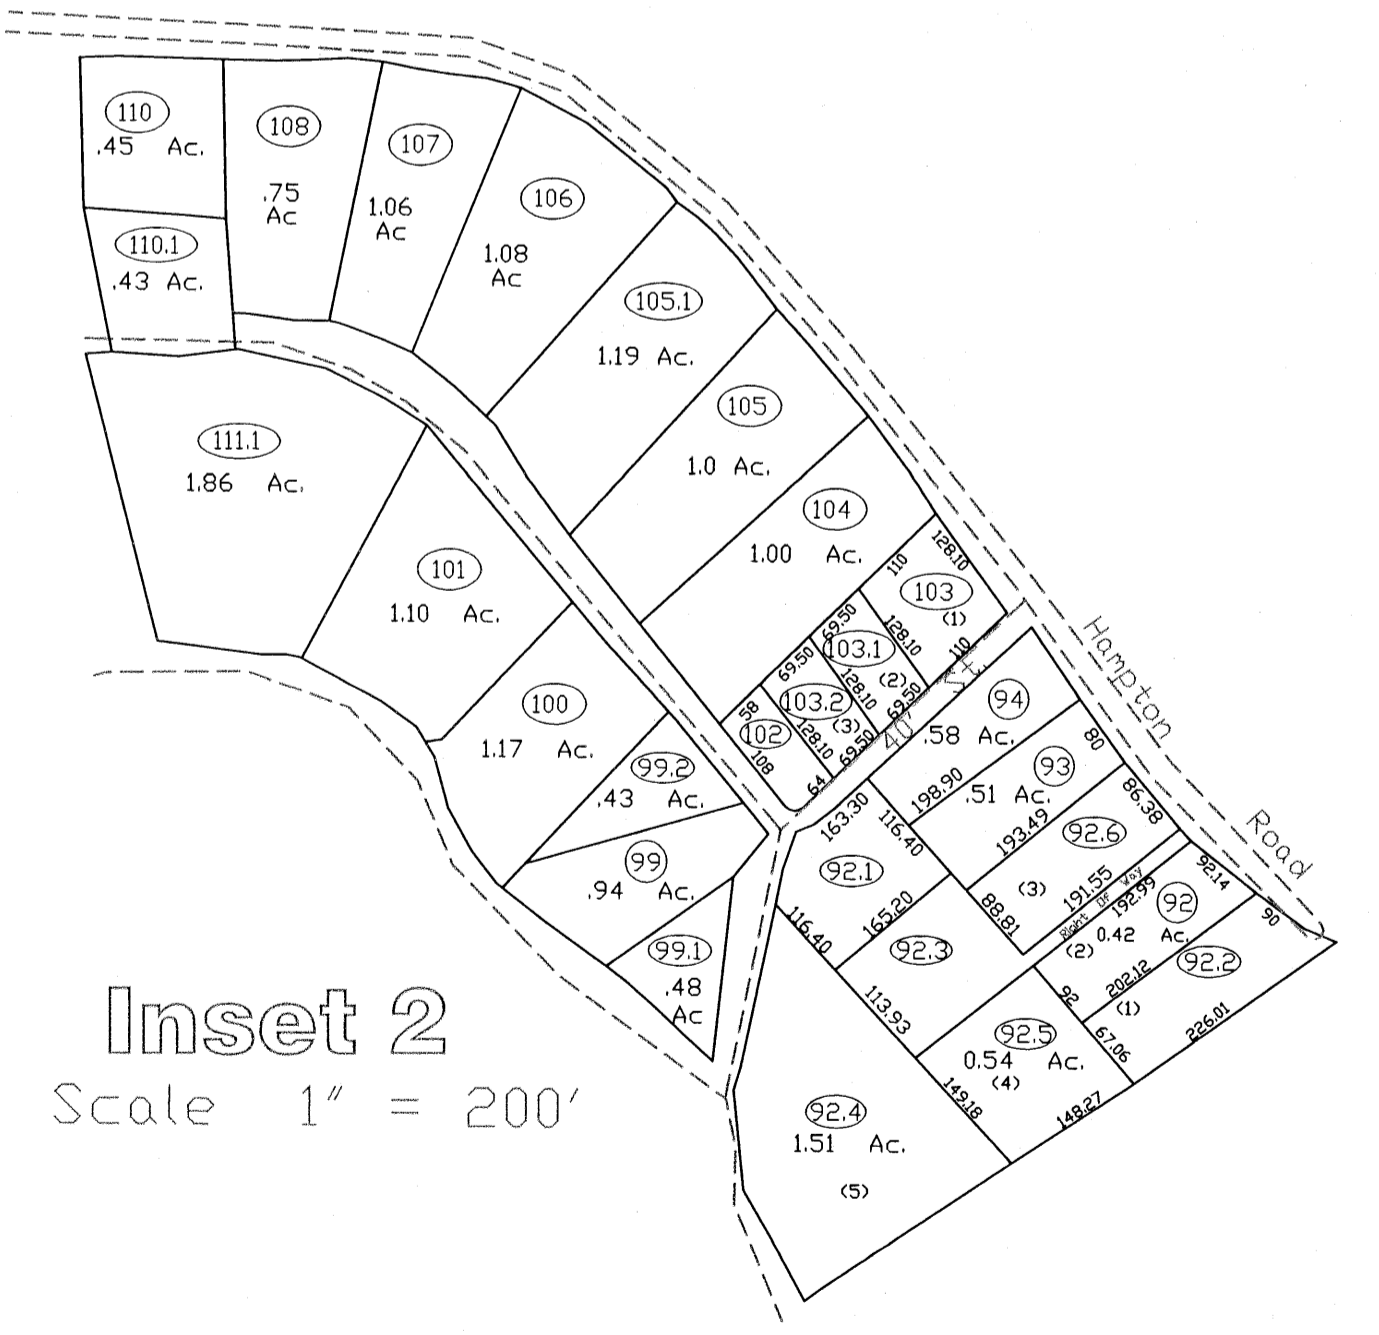 110
.45 Ac.
108
.75
Ac
107
1.06
Ac
106
1.08
Ac
110.1
.43 Ac.
105.1
1.19 Ac.
105
1.0 Ac.
111.1
1.86 Ac.
104
1.00 Ac.
101
1.10 Ac.
128.10
110
103
(1)
110
69.50
128.10
103.1
(2)
69.50
69.50
128.10
103.2
(3)
69.50
58
128.10
102
108
64
40' St.
Hampton
Road
100
1.17 Ac.
99.2
.43 Ac.
99
.94 Ac.
99.1
.48
Ac
94
.58 Ac.
198.90
80
93
.51 Ac.
193.49
86.38
92.6
(3)
191.55
88.81
Right Of Way
192.99
92.14
92
(2)
0.42 Ac.
202.12
92
90
92.2
(1)
67.06
226.01
163.30
116.40
92.1
165.20
116.40
92.3
113.93
92.5
0.54 Ac.
(4)
149.18
148.27
92.4
1.51 Ac.
(5)
Inset 2
Scale 1" = 200'